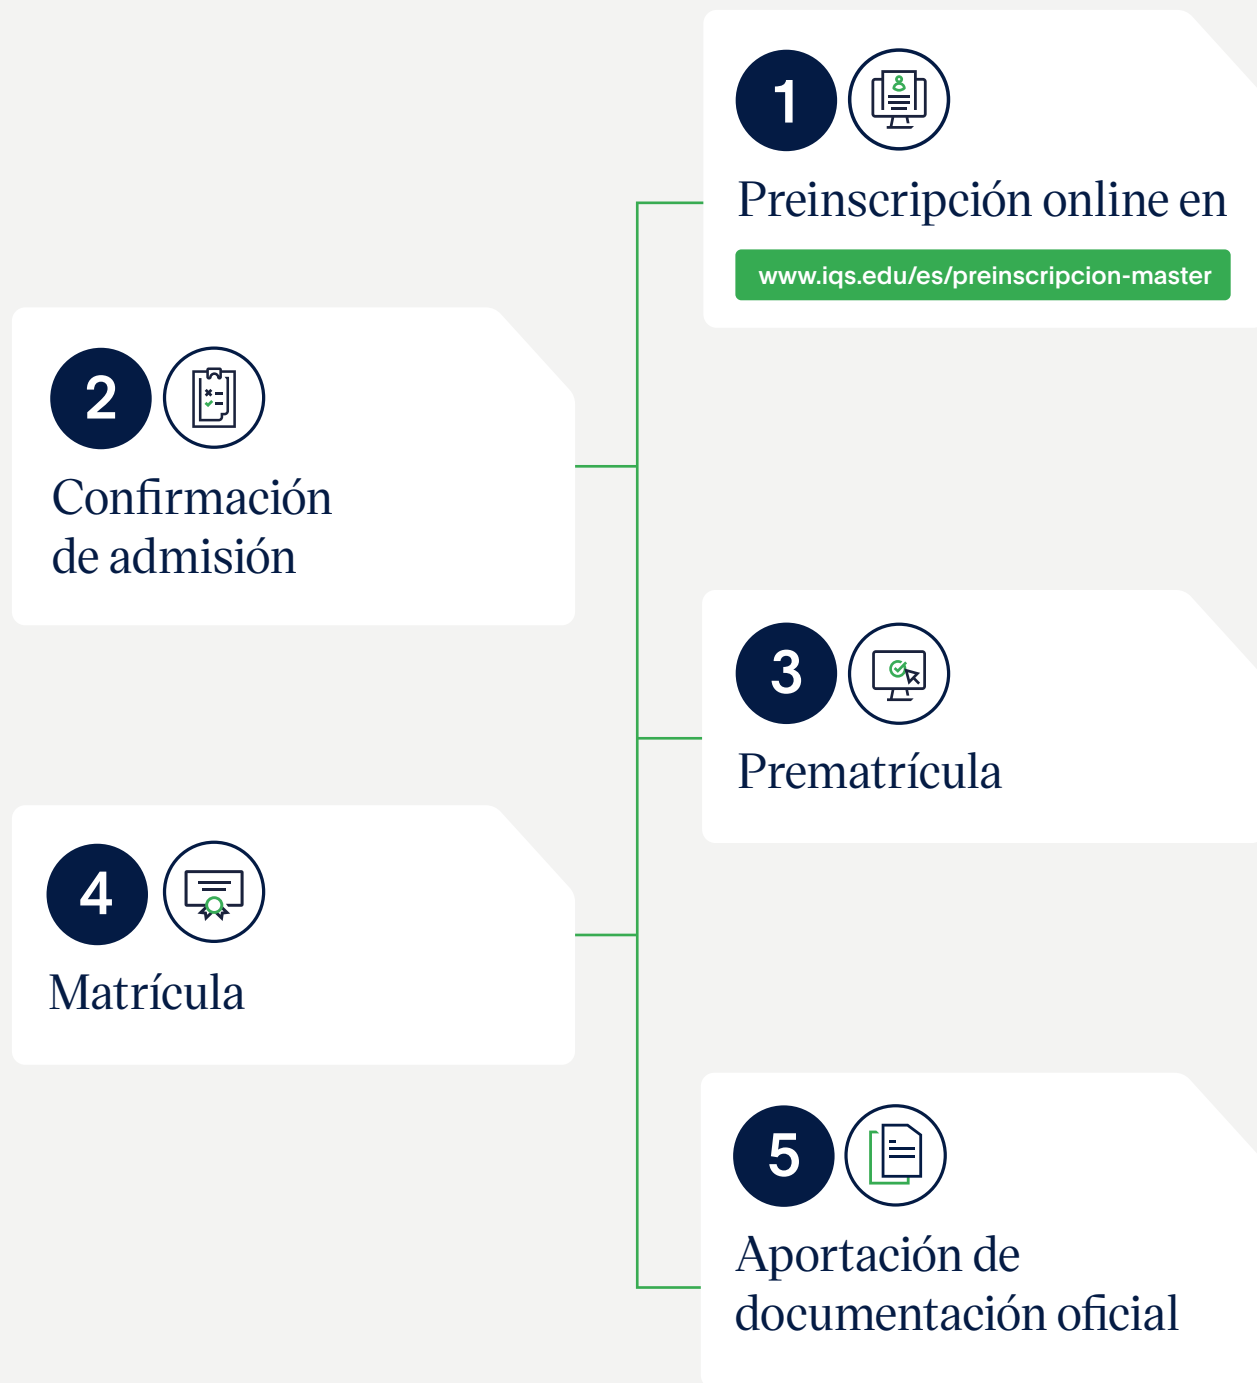 1
Preinscripción online en
www.iqs.edu/es/preinscripcion-master
2
Confirmación
de admisión
3
Prematrícula
4
Matrícula
5
Aportación de
documentación oficial